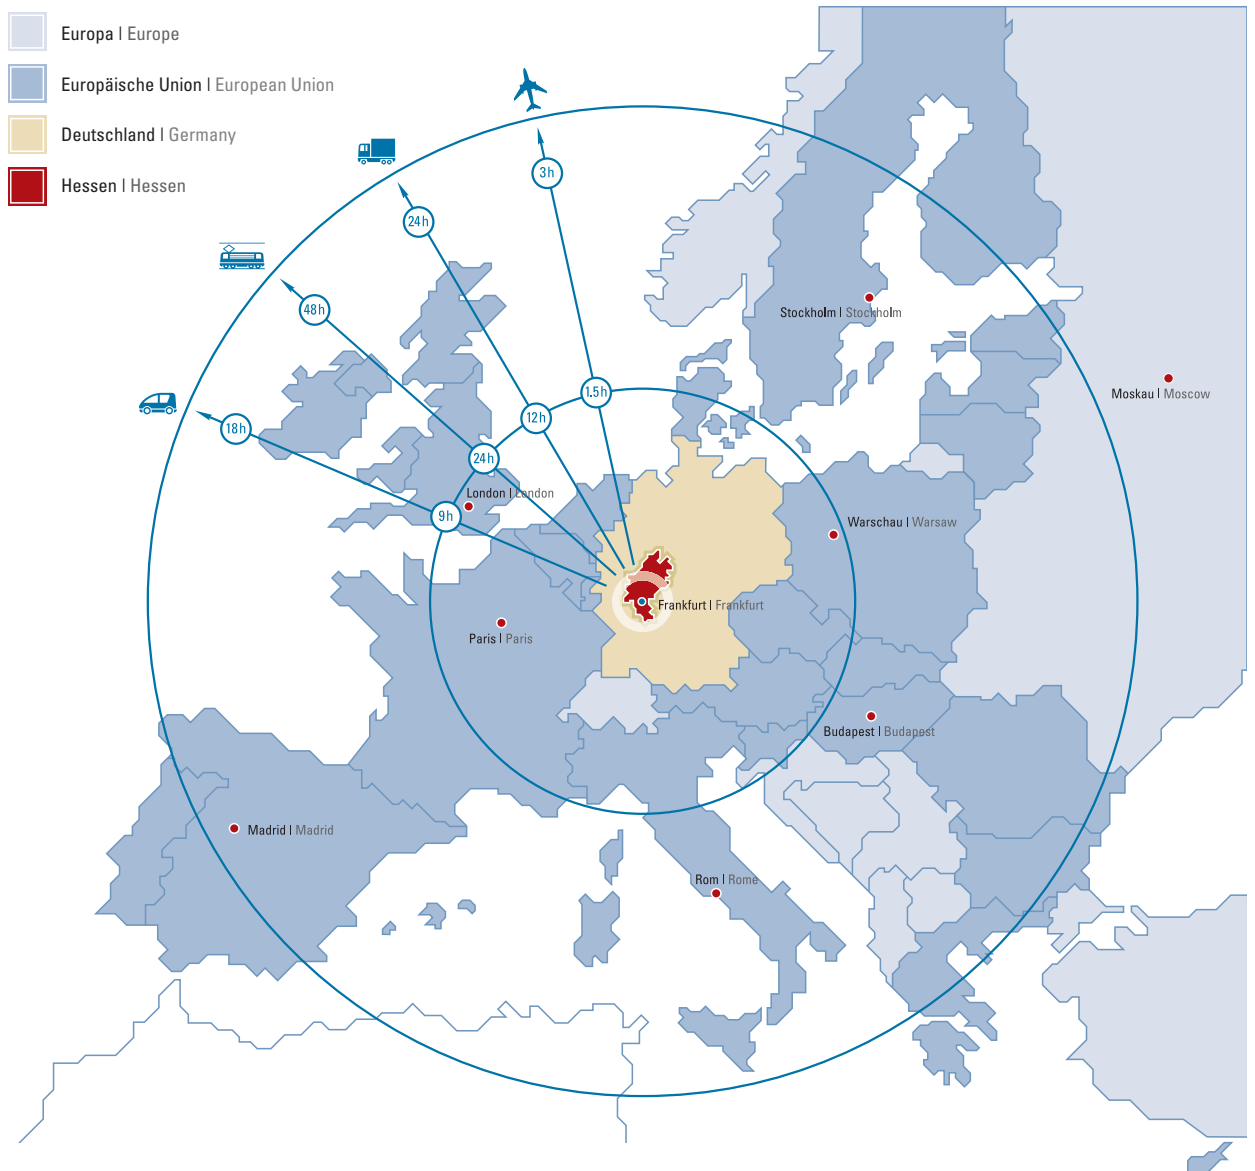 Europa | Europe
Europäische Union | European Union
Deutschland | Germany
Hessen | Hessen
3h
24h
48h
18h
1.5h
12h
24h
9h
Stockholm | Stockholm
Moskau | Moscow
London | London
Warschau | Warsaw
Frankfurt | Frankfurt
Paris | Paris
Budapest | Budapest
Madrid | Madrid
Rom | Rome